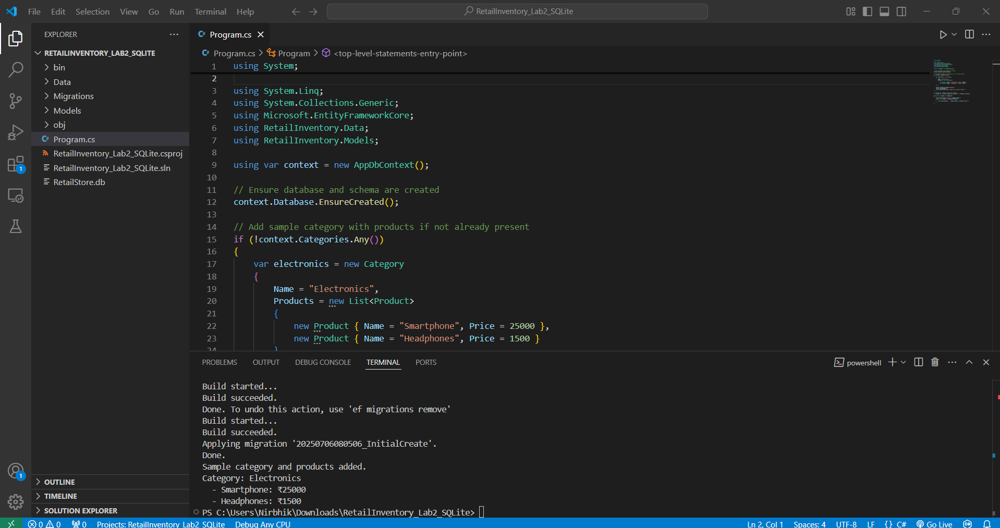 File Edit Selection View Go Run Terminal Help
RetailInventory_Lab2_SQLite
EXPLORER
RETAILINVENTORY_LAB2_SQLITE
bin
Data
Migrations
Models
obj
Program.cs
RetailInventory_Lab2_SQLite.csproj
RetailInventory_Lab2_SQLite.sln
RetailStore.db
1
1
OUTLINE
TIMELINE
SOLUTION EXPLORER
Program.cs
Program.cs > Program > <top-level-statements-entry-point>
1 using System;
2
3 using System.Linq;
4 using System.Collections.Generic;
5 using Microsoft.EntityFrameworkCore;
6 using RetailInventory.Data;
7 using RetailInventory.Models;
8
9 using var context = new AppDbContext();
10
11 // Ensure database and schema are created
12 context.Database.EnsureCreated();
13
14 // Add sample category with products if not already present
15 if (!context.Categories.Any())
16 {
17 var electronics = new Category
18 {
19 Name = "Electronics",
20 Products = new List<Product>
21 {
22 new Product { Name = "Smartphone", Price = 25000 },
23 new Product { Name = "Headphones", Price = 1500 }
24 }
PROBLEMS OUTPUT DEBUG CONSOLE TERMINAL PORTS
powershell
Build started...
Build succeeded.
Done. To undo this action, use 'ef migrations remove'
Build started...
Build succeeded.
Applying migration '20250706080506_InitialCreate'.
Done.
Sample category and products added.
Category: Electronics
- Smartphone: ₹25000
- Headphones: ₹1500
PS C:\Users\Nirbhik\Downloads\RetailInventory_Lab2_SQLite>
0 0 0 Projects: RetailInventory_Lab2_SQLite Debug Any CPU Ln 2, Col 1 Spaces: 4 UTF-8 LF {} C# Go Live